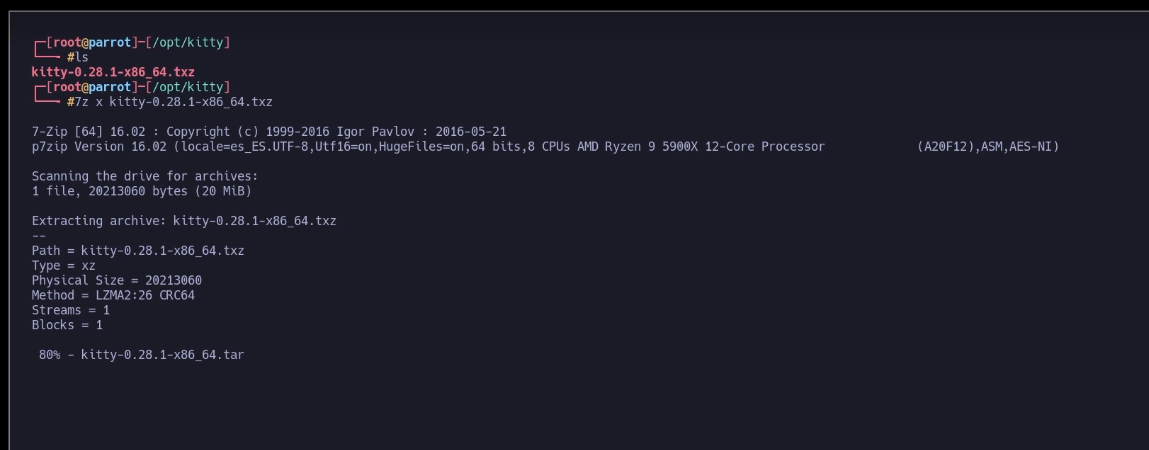 ┌─[root@parrot]─[/opt/kitty]
└──╼ #ls
kitty-0.28.1-x86_64.txz
┌─[root@parrot]─[/opt/kitty]
└──╼ #7z x kitty-0.28.1-x86_64.txz
7-Zip [64] 16.02 : Copyright (c) 1999-2016 Igor Pavlov : 2016-05-21
p7zip Version 16.02 (locale=es_ES.UTF-8,Utf16=on,HugeFiles=on,64 bits,8 CPUs AMD Ryzen 9 5900X 12-Core Processor             (A20F12),ASM,AES-NI)
Scanning the drive for archives:
1 file, 20213060 bytes (20 MiB)
Extracting archive: kitty-0.28.1-x86_64.txz
--
Path = kitty-0.28.1-x86_64.txz
Type = xz
Physical Size = 20213060
Method = LZMA2:26 CRC64
Streams = 1
Blocks = 1
80% - kitty-0.28.1-x86_64.tar